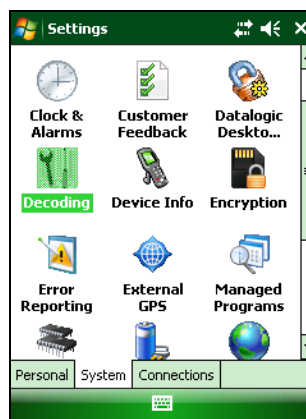 Settings
Clock &
Alarms
Customer
Feedback
Datalogic
Deskto...
Decoding
Device Info
Encryption
Error
Reporting
External
GPS
Managed
Programs
Personal
System
Connections